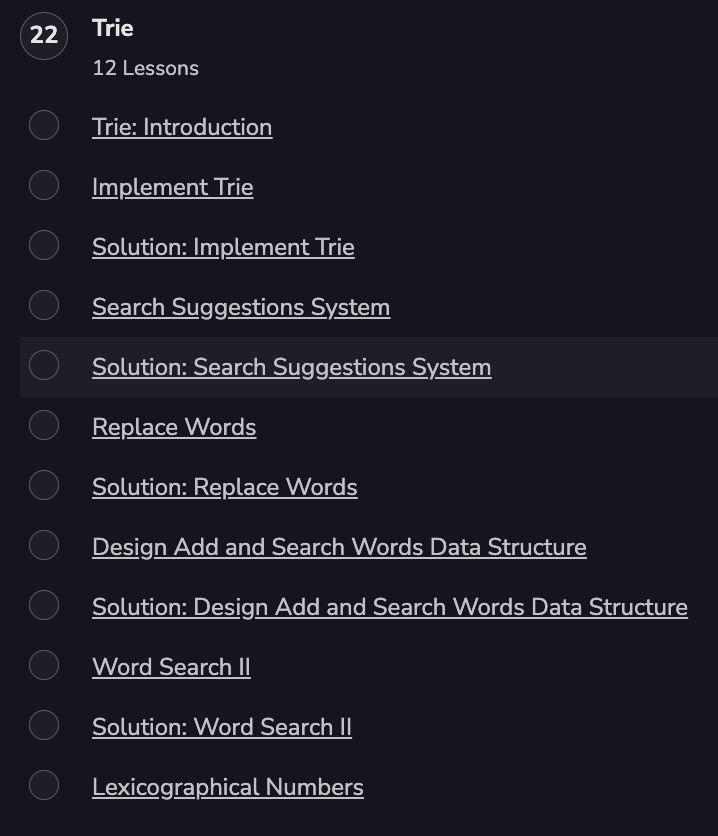 22
Trie
12 Lessons
Trie: Introduction
Implement Trie
Solution: Implement Trie
Search Suggestions System
Solution: Search Suggestions System
Replace Words
Solution: Replace Words
Design Add and Search Words Data Structure
Solution: Design Add and Search Words Data Structure
Word Search II
Solution: Word Search II
Lexicographical Numbers